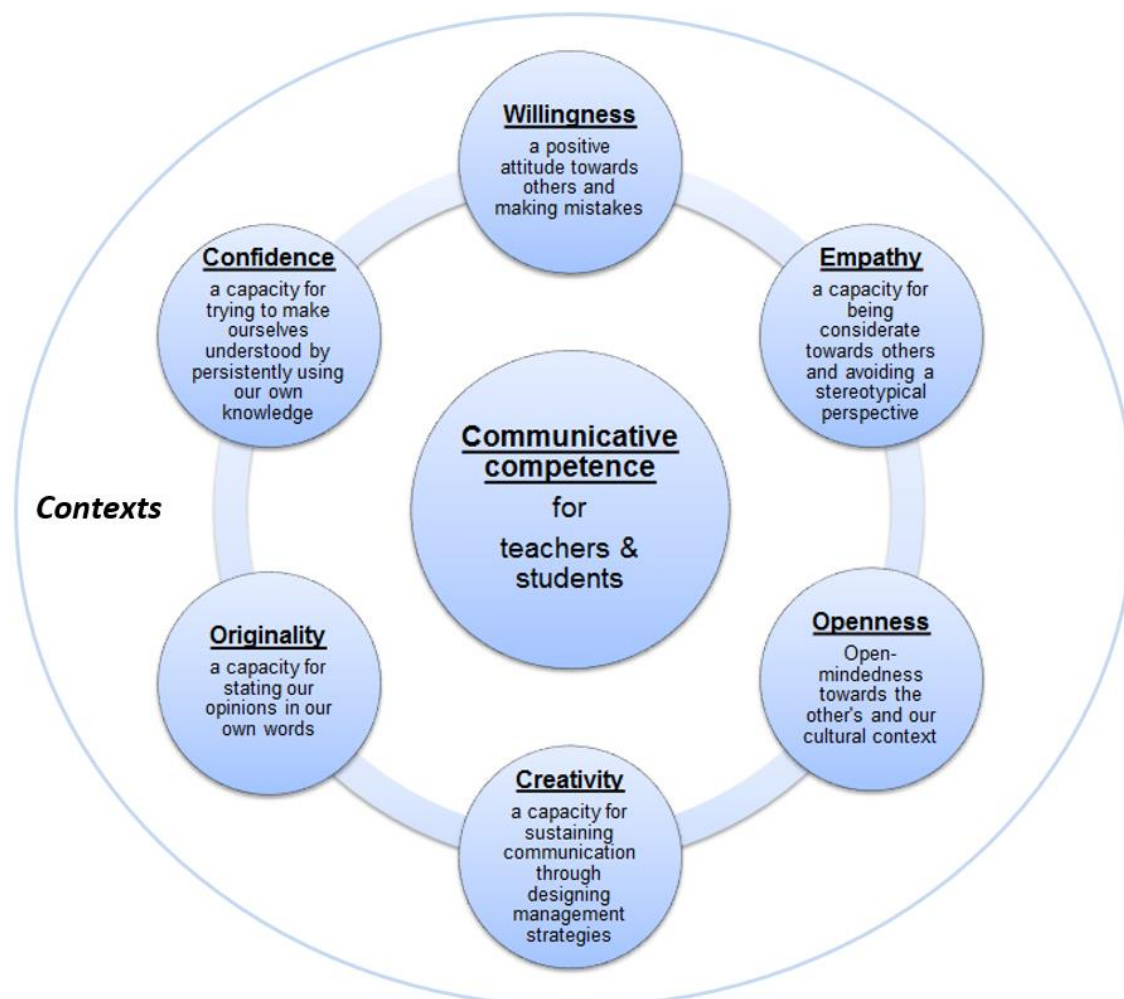 Willingness
a positive
attitude towards
others and
making mistakes
Confidence
a capacity for
trying to make
ourselves
understood by
persistently using
our own
knowledge
Empathy
a capacity for
being
considerate
towards others
and avoiding a
stereotypical
perspective
Communicative
competence
for
teachers &
students
Contexts
Originality
a capacity for
stating our
opinions in our
own words
Openness
Open-
mindedness
towards the
other's and our
cultural context
Creativity
a capacity for
sustaining
communication
through
designing
management
strategies